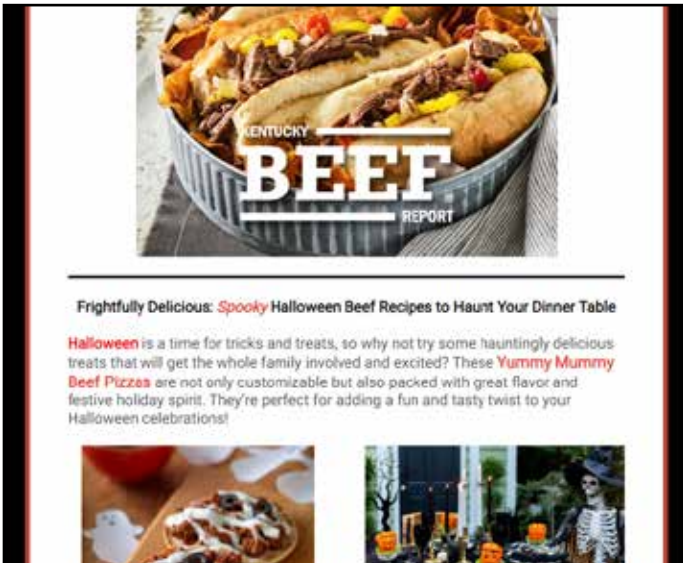 KENTUCKY
BEEF
REPORT
Frightfully Delicious: Spooky Halloween Beef Recipes to Haunt Your Dinner Table
Halloween is a time for tricks and treats, so why not try some hauntingly delicious
treats that will get the whole family involved and excited? These Yummy Mummy
Beef Pizzas are not only customizable but also packed with great flavor and
festive holiday spirit. They're perfect for adding a fun and tasty twist to your
Halloween celebrations!